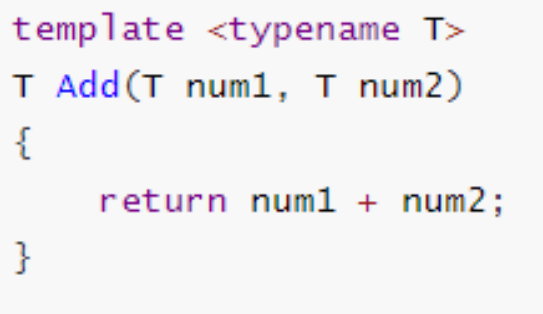 template <typename T>
T Add(T num1, T num2)
{
    return num1 + num2;
}